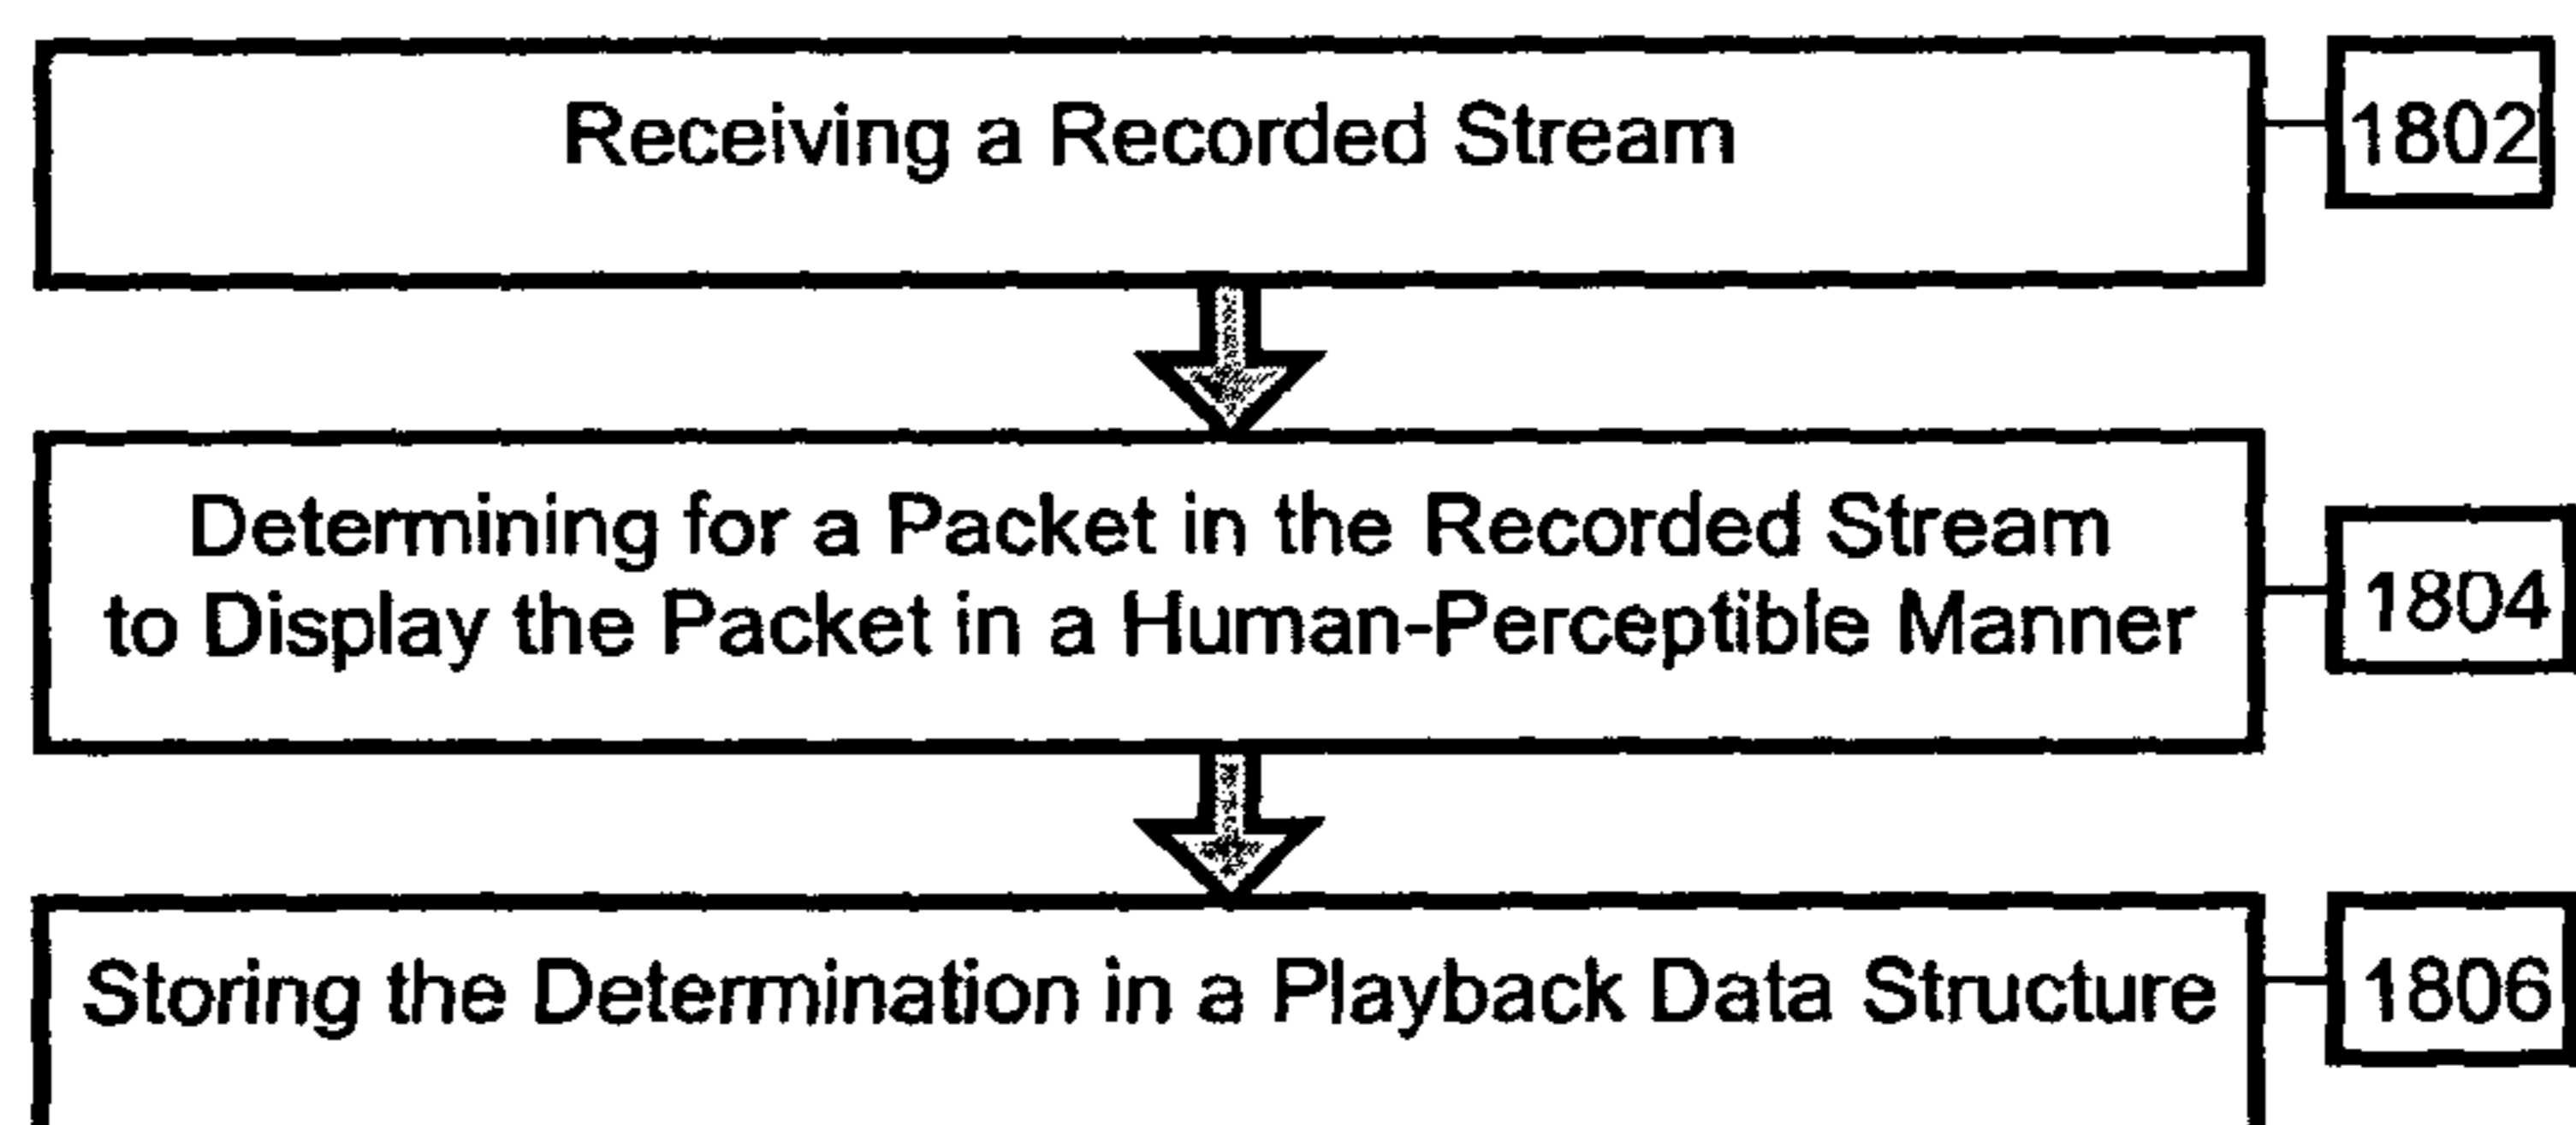 Receiving a Recorded Stream
1802
Determining for a Packet in the Recorded Stream
to Display the Packet in a Human-Perceptible Manner
1804
Storing the Determination in a Playback Data Structure
1806